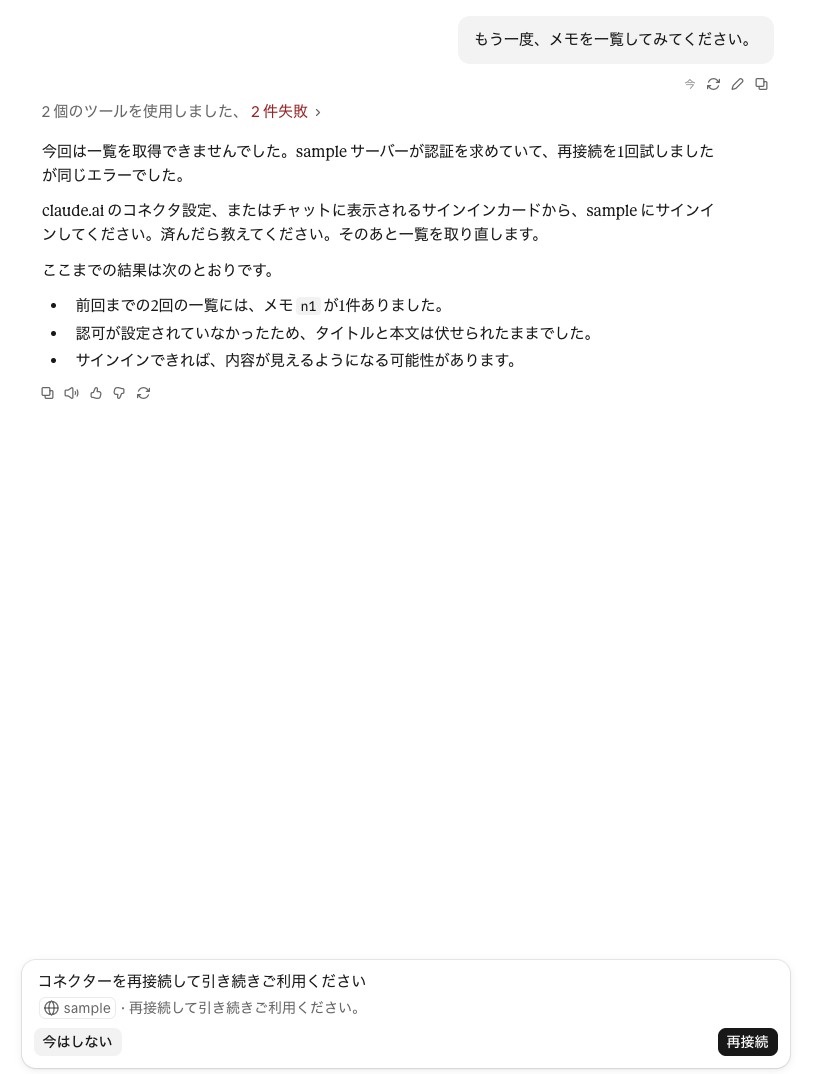 もう一度、メモを一覧してみてください。
今
2 個のツールを使用しました、 2 件失敗
今回は一覧を取得できませんでした。sample サーバーが認証を求めていて、再接続を1回試しました
が同じエラーでした。
claude.ai のコネクタ設定、またはチャットに表示されるサインインカードから、sample にサインイ
ンしてください。済んだら教えてください。そのあと一覧を取り直します。
ここまでの結果は次のとおりです。
• 前回までの2回の一覧には、メモ n1 が1件ありました。
• 認可が設定されていなかったため、タイトルと本文は伏せられたままでした。
• サインインできれば、内容が見えるようになる可能性があります。
コネクターを再接続して引き続きご利用ください
sample · 再接続して引き続きご利用ください。
今はしない
再接続